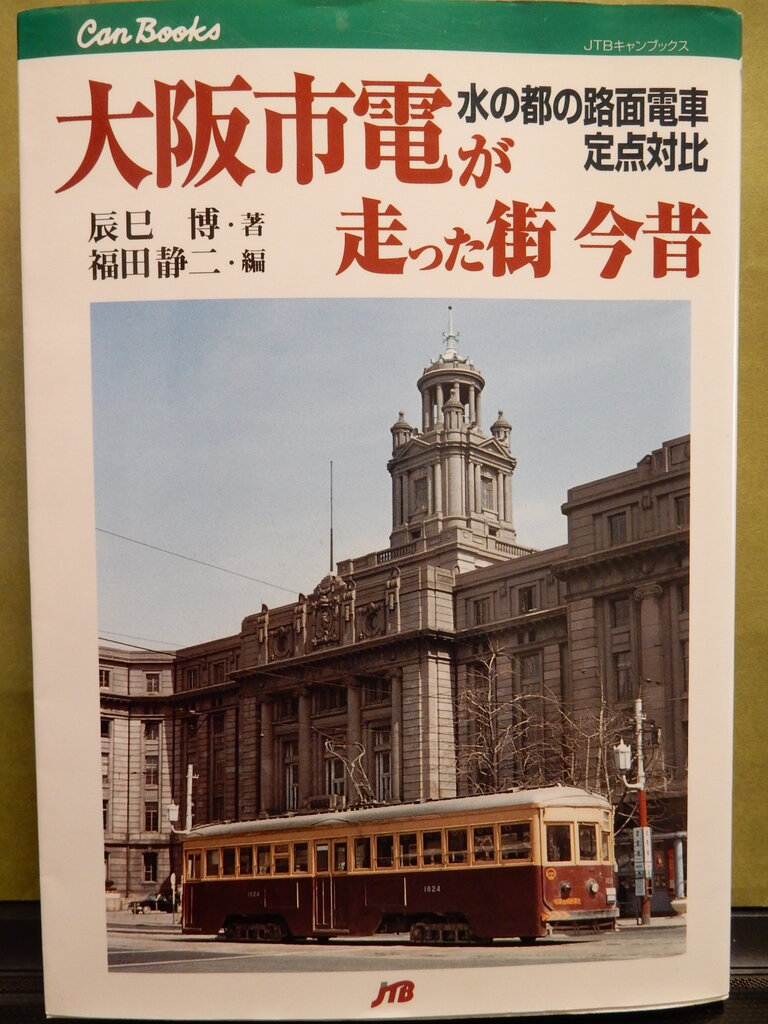 Can Books
JTBキャンブックス
大阪市電が
水の都の路面電車
定点対比
走った街 今昔
辰巳 博・著
福田静二・編
1624
1624
JTB